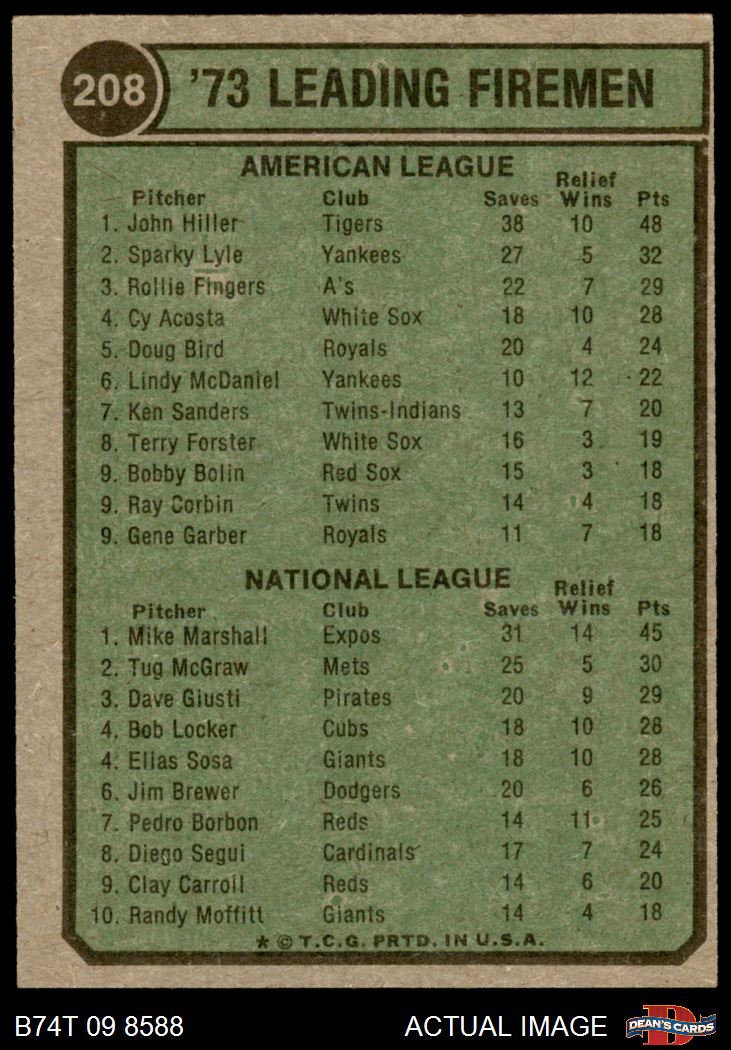 208 '73 LEADING FIREMEN
AMERICAN LEAGUE
Pitcher Club Saves Relief Wins Pts
1. John Hiller Tigers 38 10 48
2. Sparky Lyle Yankees 27 5 32
3. Rollie Fingers A's 22 7 29
4. Cy Acosta White Sox 18 10 28
5. Doug Bird Royals 20 4 24
6. Lindy McDaniel Yankees 10 12 22
7. Ken Sanders Twins-Indians 13 7 20
8. Terry Forster White Sox 16 3 19
9. Bobby Bolin Red Sox 15 3 18
9. Ray Corbin Twins 14 4 18
9. Gene Garber Royals 11 7 18
NATIONAL LEAGUE
Pitcher Club Saves Relief Wins Pts
1. Mike Marshall Expos 31 14 45
2. Tug McGraw Mets 25 5 30
3. Dave Giusti Pirates 20 9 29
4. Bob Locker Cubs 18 10 28
4. Elias Sosa Giants 18 10 28
6. Jim Brewer Dodgers 20 6 26
7. Pedro Borbon Reds 14 11 25
8. Diego Segui Cardinals 17 7 24
9. Clay Carroll Reds 14 6 20
10. Randy Moffitt Giants 14 4 18
* © T.C.G. PRTD. IN U.S.A.
B74T 09 8588 ACTUAL IMAGE D DEAN'S CARDS